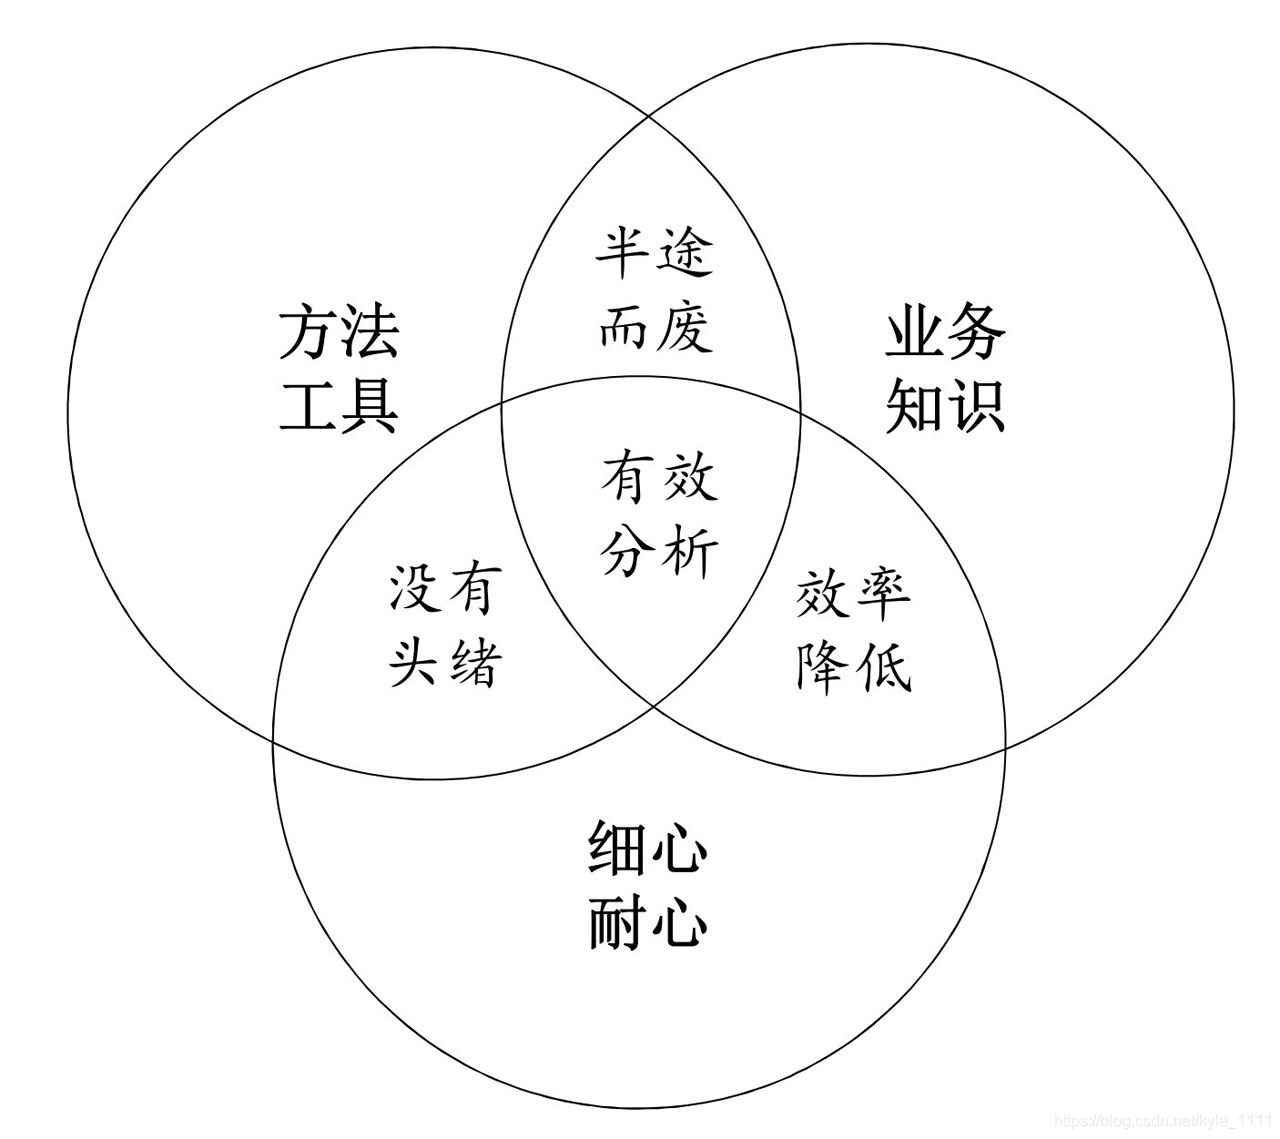 半途
而废
方法
工具
业务
知识
有效
分析
没有
头绪
效率
降低
细心
耐心
https://blog.csdn.net/kyle_1111